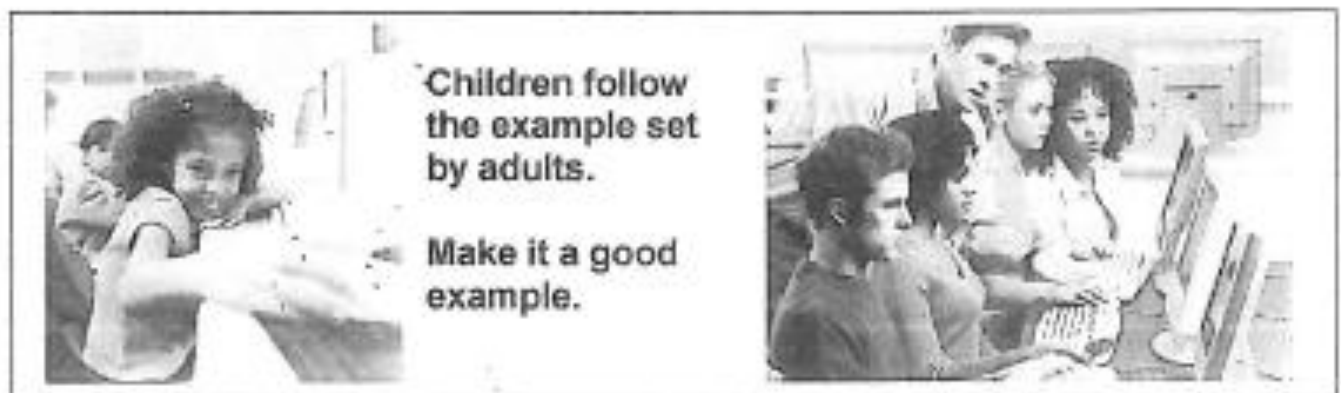 Children follow
the example set
by adults.
Make it a good
example.